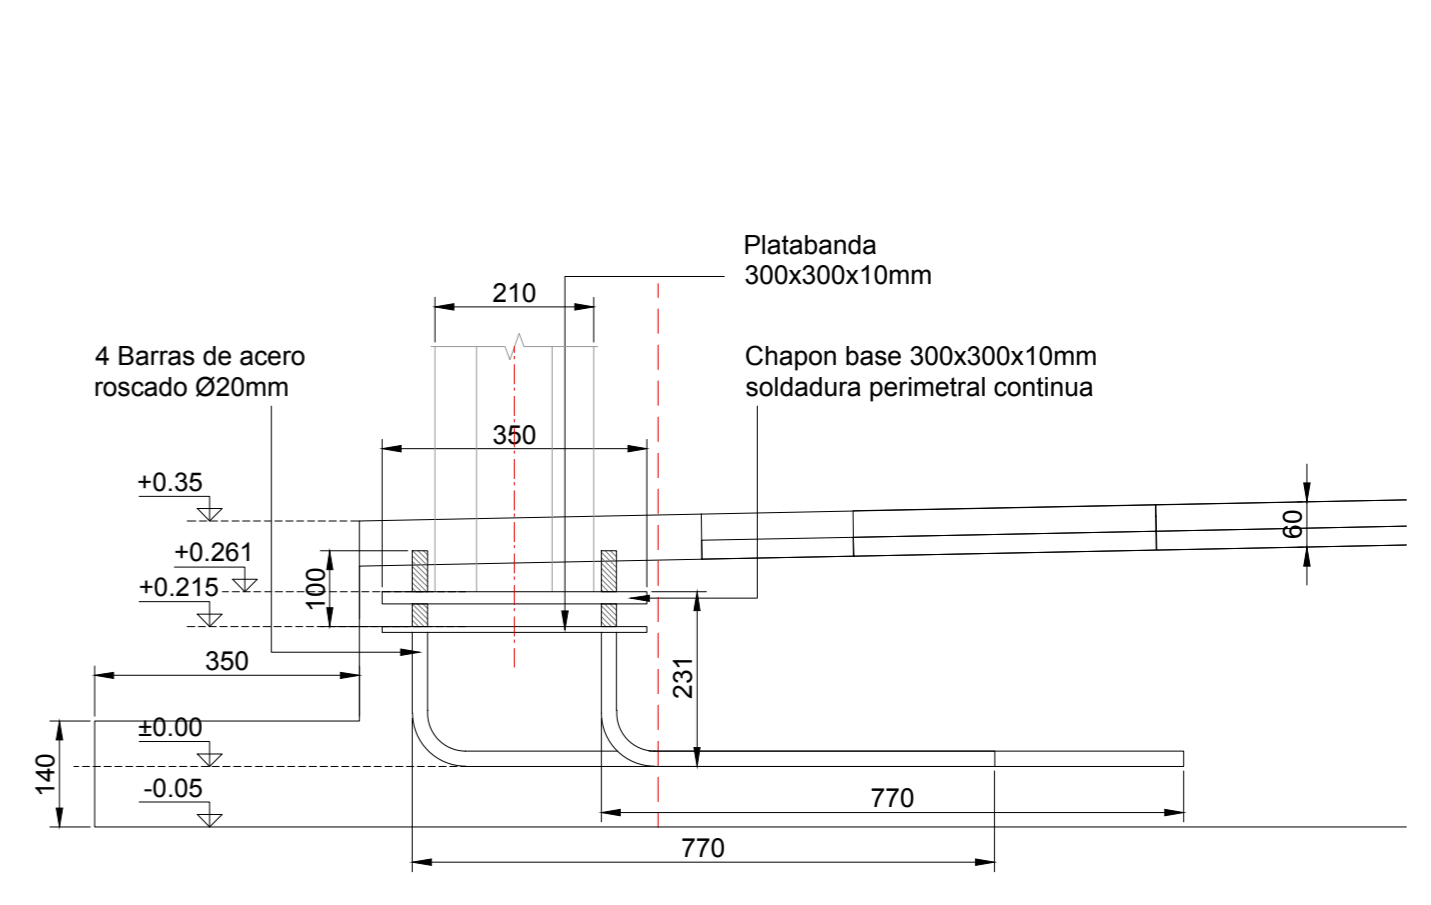 Platabanda
300x300x10mm
210
4 Barras de acero
roscado Ø20mm
Chapon base 300x300x10mm
soldadura perimetral continua
350
+0.35
60
+0.261
+0.215
100
350
231
±0.00
140
-0.05
770
770